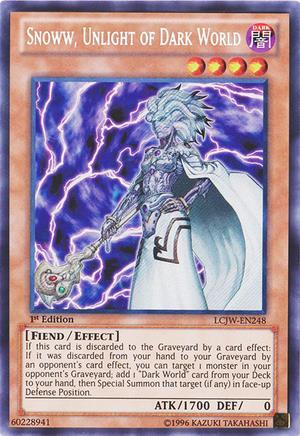 Snoww, Unlight of Dark World
DARK
闇
1st Edition
LCJW-EN248
[FIEND / EFFECT]
If this card is discarded to the Graveyard by a card effect:
If it was discarded from your hand to your Graveyard by
an opponent's card effect, you can target 1 monster in your
opponent's Graveyard; add 1 "Dark World" card from your Deck
to your hand, then Special Summon that target (if any) in face-up
Defense Position.
ATK/1700 DEF/ 0
60228941
©1996 KAZUKI TAKAHASHI